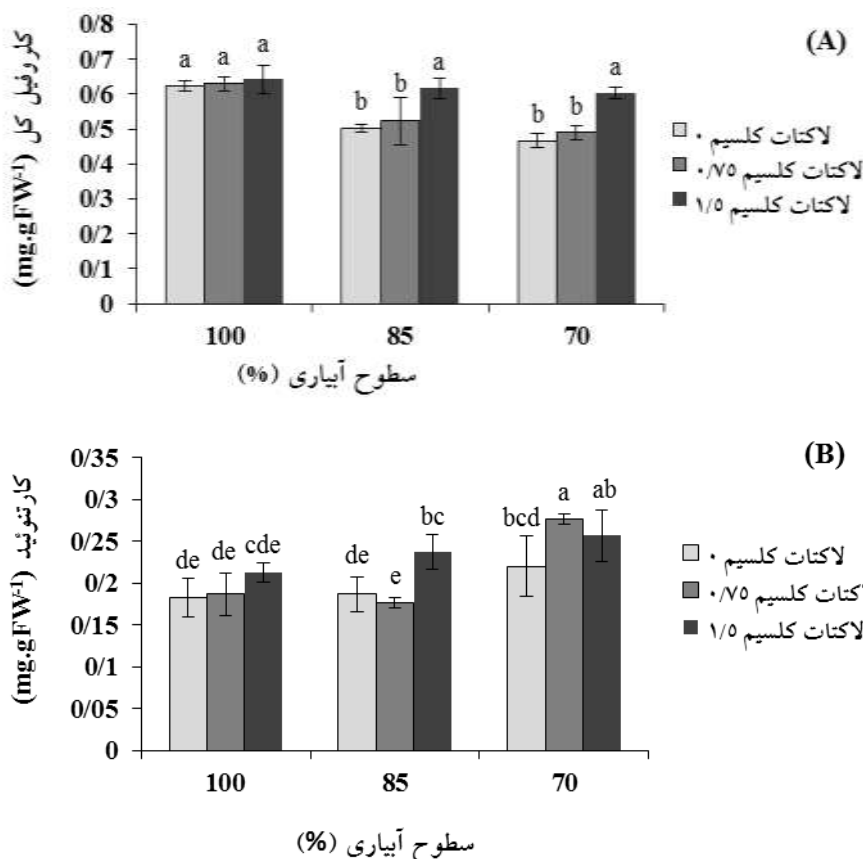 (A)
کلروفیل کل (mg.gFW-1)
0/8
0/7
0/6
0/5
0/4
0/3
0/2
0/1
0
a a a
b b a
b b a
100 85 70
سطوح آبیاری (%)
لاکتات کلسیم ۰
لاکتات کلسیم ۰/۷۵
لاکتات کلسیم ۱/۵
(B)
کارتنوئید (mg.gFW-1)
0/35
0/3
0/25
0/2
0/15
0/1
0/05
0
de de cde
de e bc
bcd a ab
100 85 70
سطوح آبیاری (%)
لاکتات کلسیم ۰
کتات کلسیم ۰/۷۵
لاکتات کلسیم ۱/۵